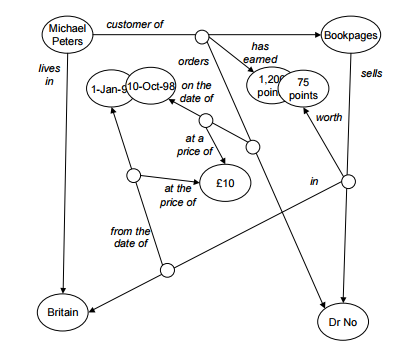 customer of
Michael
Peters
Bookpages
has
earned
lives
in
orders
sells
1-Jan-9
10-Oct-98
on the
date of
1,20
poin
75
points
worth
at a
price of
in
at the
price of
£10
from the
date of
Britain
Dr No